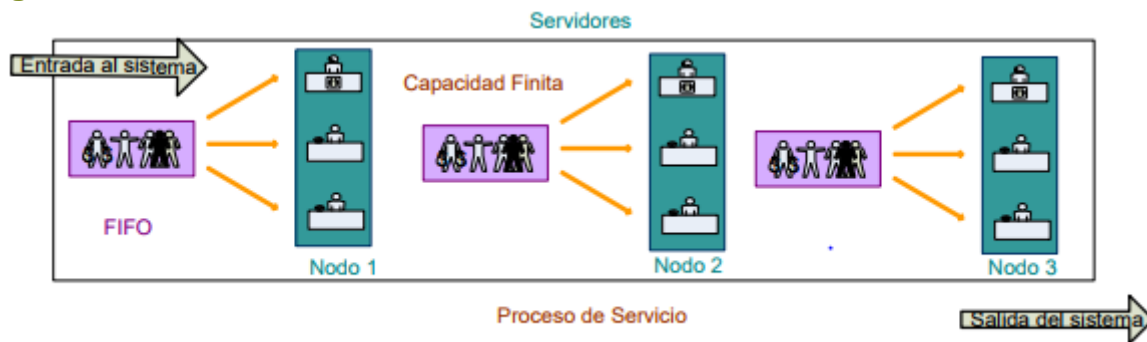 Servidores
Entrada al sistema
Capacidad Finita
FIFO
Nodo 1
Nodo 2
Nodo 3
Proceso de Servicio
Salida del sistema